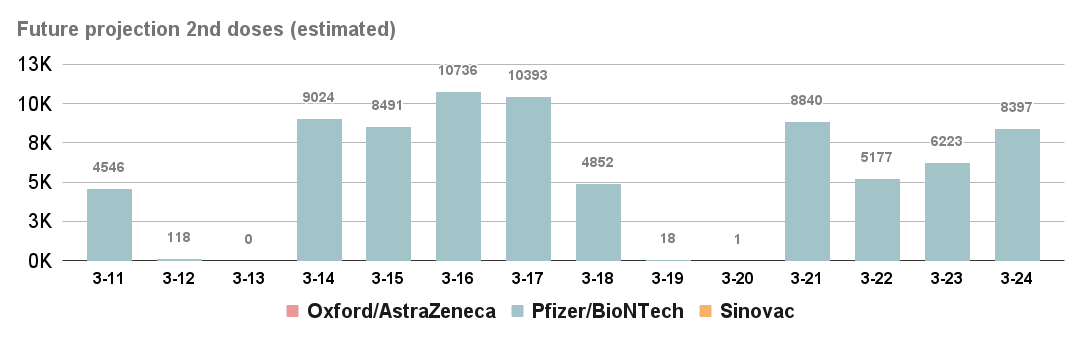 Future projection 2nd doses (estimated)
13K
10K
8K
5K
3K
0K
4546
118
0
9024
8491
10736
10393
4852
18
1
8840
5177
6223
8397
3-11 3-12 3-13 3-14 3-15 3-16 3-17 3-18 3-19 3-20 3-21 3-22 3-23 3-24
Oxford/AstraZeneca Pfizer/BioNTech Sinovac